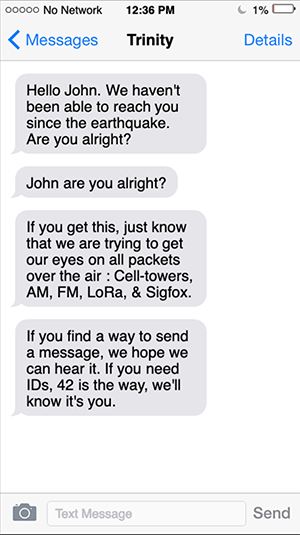 ooooo No Network 12:36 PM 1%
Messages Trinity Details
Hello John. We haven't
been able to reach you
since the earthquake.
Are you alright?
John are you alright?
If you get this, just know
that we are trying to get
our eyes on all packets
over the air : Cell-towers,
AM, FM, LoRa, & Sigfox.
If you find a way to send
a message, we hope we
can hear it. If you need
IDs, 42 is the way, we'll
know it's you.
Text Message Send